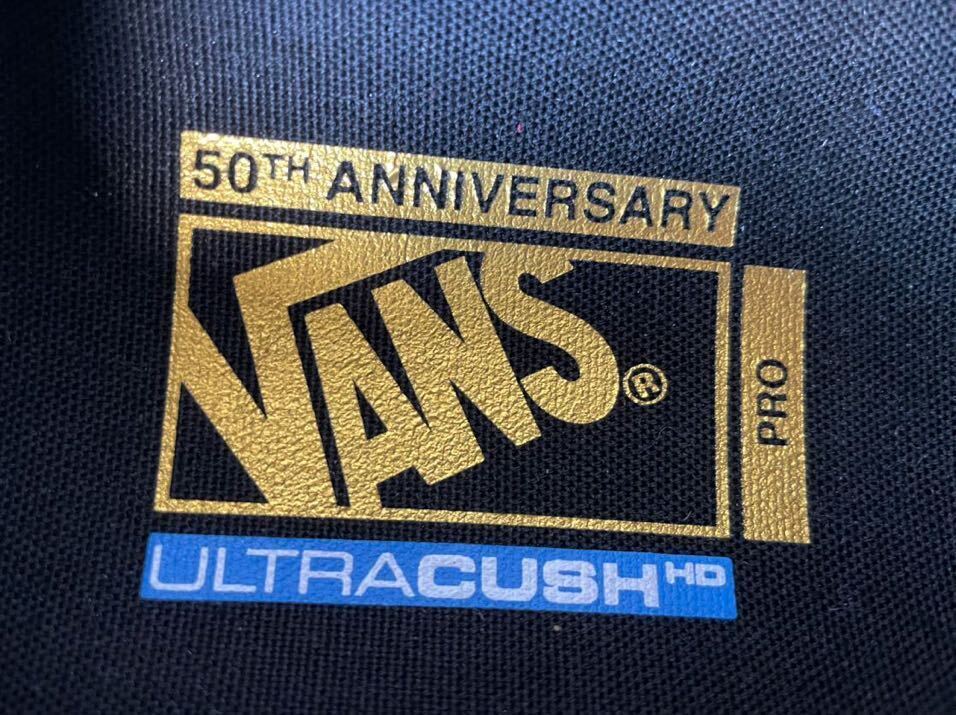 50TH ANNIVERSARY
VANS®
PRO
ULTRACUSH HD